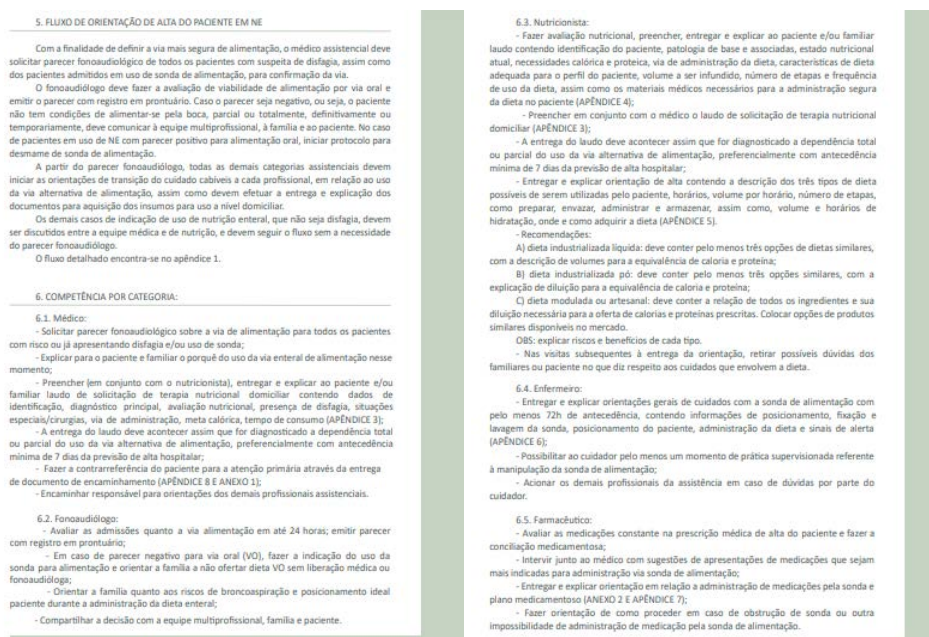 5. FLUXO DE ORIENTAÇÃO DE ALTA DO PACIENTE EM NE
Com a finalidade de definir a via mais segura de alimentação, o médico assistencial deve
solicitar parecer fonoaudiológico de todos os pacientes com suspeita de disfagia, assim como
dos pacientes admitidos em uso de sonda de alimentação, para confirmação da via.
O fonoaudiólogo deve fazer a avaliação de viabilidade de alimentação por via oral e
emitir o parecer com registro em prontuário. Caso o parecer seja negativo, ou seja, o paciente
não tem condições de alimentar-se pela boca, parcial ou totalmente, definitivamente ou
temporariamente, deve comunicar à equipe multiprofissional, à família e ao paciente. No caso
de pacientes em uso de NE com parecer positivo para alimentação oral, iniciar protocolo para
desmame de sonda de alimentação.
A partir do parecer fonoaudiólogo, todas as demais categorias assistenciais devem
iniciar as orientações de transição do cuidado cabíveis a cada profissional, em relação ao uso
da via alternativa de alimentação, assim como devem efetuar a entrega e explicação dos
documentos para aquisição dos insumos para uso a nível domiciliar.
Os demais casos de indicação de uso de nutrição enteral, que não seja disfagia, devem
ser discutidos entre a equipe médica e de nutrição, e devem seguir o fluxo sem a necessidade
do parecer fonoaudiólogo.
O fluxo detalhado encontra-se no apêndice 1.
6. COMPETÊNCIA POR CATEGORIA:
6.1. Médico:
- Solicitar parecer fonoaudiológico sobre a via de alimentação para todos os pacientes
com risco ou já apresentando disfagia e/ou uso de sonda;
- Explicar para o paciente e familiar o porquê do uso da via enteral de alimentação nesse
momento;
- Preencher (em conjunto com o nutricionista), entregar e explicar ao paciente e/ou
familiar laudo de solicitação de terapia nutricional domiciliar contendo dados de
identificação, diagnóstico principal, avaliação nutricional, presença de disfagia, situações
especiais/cirurgias, via de administração, meta calórica, tempo de consumo (APÊNDICE 3);
- A entrega do laudo deve acontecer assim que for diagnosticado a dependência total
ou parcial do uso da via alternativa de alimentação, preferencialmente com antecedência
mínima de 7 dias da previsão de alta hospitalar;
- Fazer a contrarreferência do paciente para a atenção primária através da entrega
de documento de encaminhamento (APÊNDICE 8 E ANEXO 1);
- Encaminhar responsável para orientações dos demais profissionais assistenciais.
6.2. Fonoaudiólogo:
- Avaliar as admissões quanto a via alimentação em até 24 horas; emitir parecer
com registro em prontuário;
- Em caso de parecer negativo para via oral (VO), fazer a indicação do uso da
sonda para alimentação e orientar a família a não ofertar dieta VO sem liberação médica ou
fonoaudióloga;
- Orientar a família quanto aos riscos de broncoaspiração e posicionamento ideal
paciente durante a administração da dieta enteral;
- Compartilhar a decisão com a equipe multiprofissional, família e paciente.
6.3. Nutricionista:
- Fazer avaliação nutricional, preencher, entregar e explicar ao paciente e/ou familiar
laudo contendo identificação do paciente, patologia de base e associadas, estado nutricional
atual, necessidades calórica e proteica, via de administração da dieta, características de dieta
adequada para o perfil do paciente, volume a ser infundido, número de etapas e frequência
de uso da dieta, assim como os materiais médicos necessários para a administração segura
da dieta no paciente (APÊNDICE 4);
- Preencher em conjunto com o médico o laudo de solicitação de terapia nutricional
domiciliar (APÊNDICE 3);
- A entrega do laudo deve acontecer assim que for diagnosticado a dependência total
ou parcial do uso da via alternativa de alimentação, preferencialmente com antecedência
mínima de 7 dias da previsão de alta hospitalar;
- Entregar e explicar orientação de alta contendo a descrição dos três tipos de dieta
possíveis de serem utilizadas pelo paciente, horários, volume por horário, número de etapas,
como preparar, envazar, administrar e armazenar, assim como, volume e horários de
hidratação, onde e como adquirir a dieta (APÊNDICE 5).
- Recomendações:
A) dieta industrializada líquida: deve conter pelo menos três opções de dietas similares,
com a descrição de volumes para a equivalência de caloria e proteína;
B) dieta industrializada pó: deve conter pelo menos três opções similares, com a
explicação de diluição para a equivalência de caloria e proteína;
C) dieta modulada ou artesanal: deve conter a relação de todos os ingredientes e sua
diluição necessária para a oferta de calorias e proteínas prescritas. Colocar opções de produtos
similares disponíveis no mercado.
OBS: explicar riscos e benefícios de cada tipo.
- Nas visitas subsequentes à entrega da orientação, retirar possíveis dúvidas dos
familiares ou paciente no que diz respeito aos cuidados que envolvem a dieta.
6.4. Enfermeiro:
- Entregar e explicar orientações gerais de cuidados com a sonda de alimentação com
pelo menos 72h de antecedência, contendo informações de posicionamento, fixação e
lavagem da sonda, posicionamento do paciente, administração da dieta e sinais de alerta
(APÊNDICE 6);
- Possibilitar ao cuidador pelo menos um momento de prática supervisionada referente
à manipulação da sonda de alimentação;
- Acionar os demais profissionais da assistência em caso de dúvidas por parte do
cuidador.
6.5. Farmacêutico:
- Avaliar as medicações constante na prescrição médica de alta do paciente e fazer a
conciliação medicamentosa;
- Intervir junto ao médico com sugestões de apresentações de medicações que sejam
mais indicadas para administração via sonda de alimentação;
- Entregar e explicar orientação em relação a administração de medicações pela sonda e
plano medicamentoso (ANEXO 2 E APÊNDICE 7);
- Fazer orientação de como proceder em caso de obstrução de sonda ou outra
impossibilidade de administração de medicação pela sonda de alimentação.